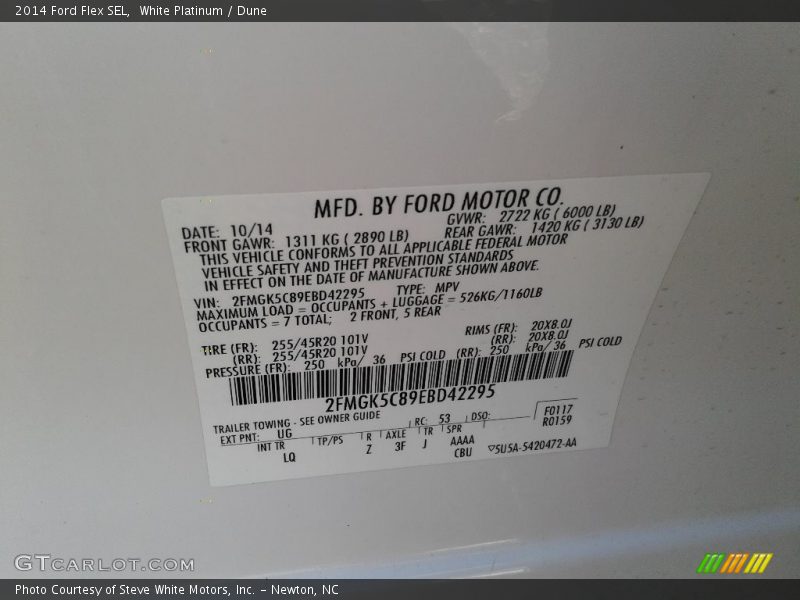 2014 Ford Flex SEL,  White Platinum / Dune
MFD. BY FORD MOTOR CO.
DATE: 10/14 GVWR: 2722 KG ( 6000 LB)
FRONT GAWR: 1311 KG ( 2890 LB) REAR GAWR: 1420 KG ( 3130 LB)
THIS VEHICLE CONFORMS TO ALL APPLICABLE FEDERAL MOTOR
VEHICLE SAFETY AND THEFT PREVENTION STANDARDS
IN EFFECT ON THE DATE OF MANUFACTURE SHOWN ABOVE.
VIN: 2FMGK5C89EBD42295 TYPE: MPV
MAXIMUM LOAD = OCCUPANTS + LUGGAGE = 526KG/1160LB
OCCUPANTS = 7 TOTAL; 2 FRONT, 5 REAR
TIRE (FR): 255/45R20 101V RIMS (FR): 20X8.0J
(RR): 255/45R20 101V (RR): 20X8.0J
PRESSURE (FR): 250 kPa/ 36 PSI COLD (RR): 250 kPa/ 36 PSI COLD
2FMGK5C89EBD42295
TRAILER TOWING - SEE OWNER GUIDE
EXT PNT: UG RC: 53 DSO: F0117
R0159
INT TR TP/PS R AXLE TR SPR
LQ Z 3F J AAAA
CBU ▽5U5A-5420472-AA
GTCARLOT.COM
Photo Courtesy of Steve White Motors, Inc. – Newton, NC